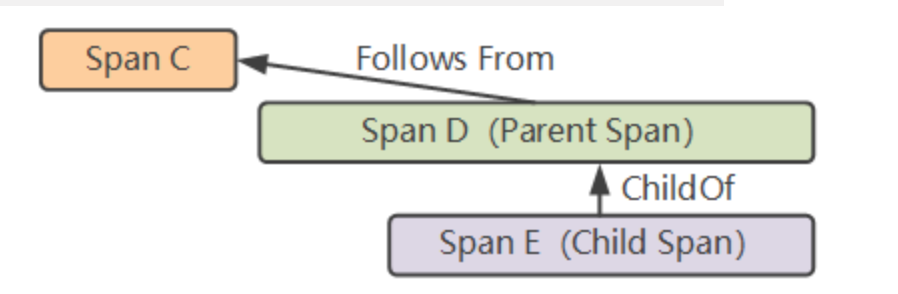 Span C
Follows From
Span D (Parent Span)
ChildOf
Span E (Child Span)